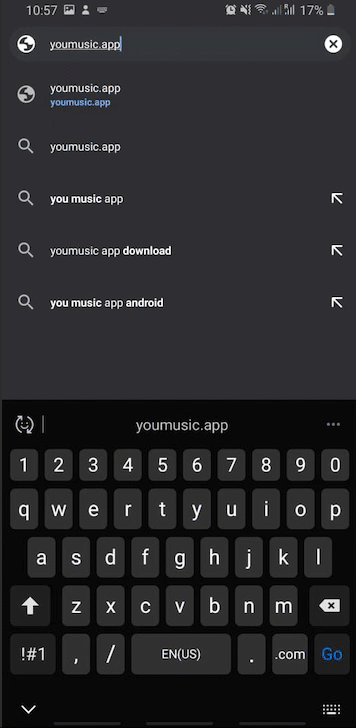 10:57 17%
youmusic.app
youmusic.app
youmusic.app
youmusic.app
you music app
youmusic app download
you music app android
youmusic.app
1 2 3 4 5 6 7 8 9 0
q w e r t y u i o p
a s d f g h j k l
z x c v b n m
!#1 , / EN(US) . .com Go